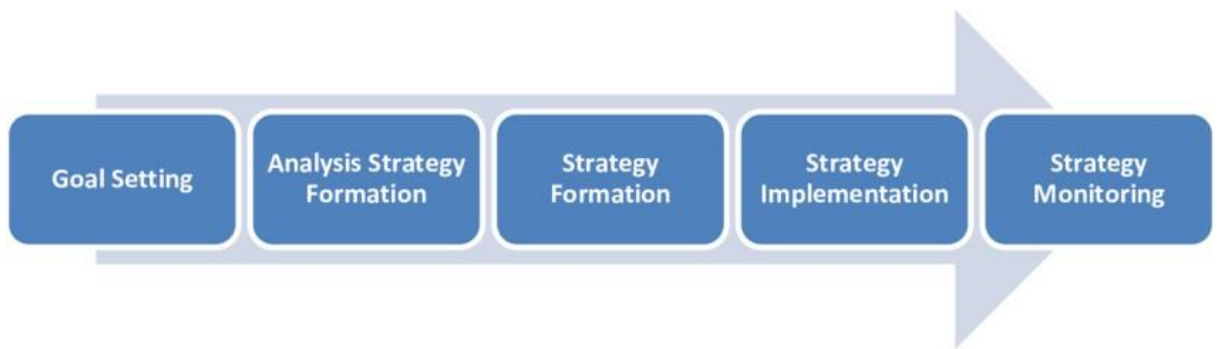 Goal Setting
Analysis Strategy
Formation
Strategy
Formation
Strategy
Implementation
Strategy
Monitoring